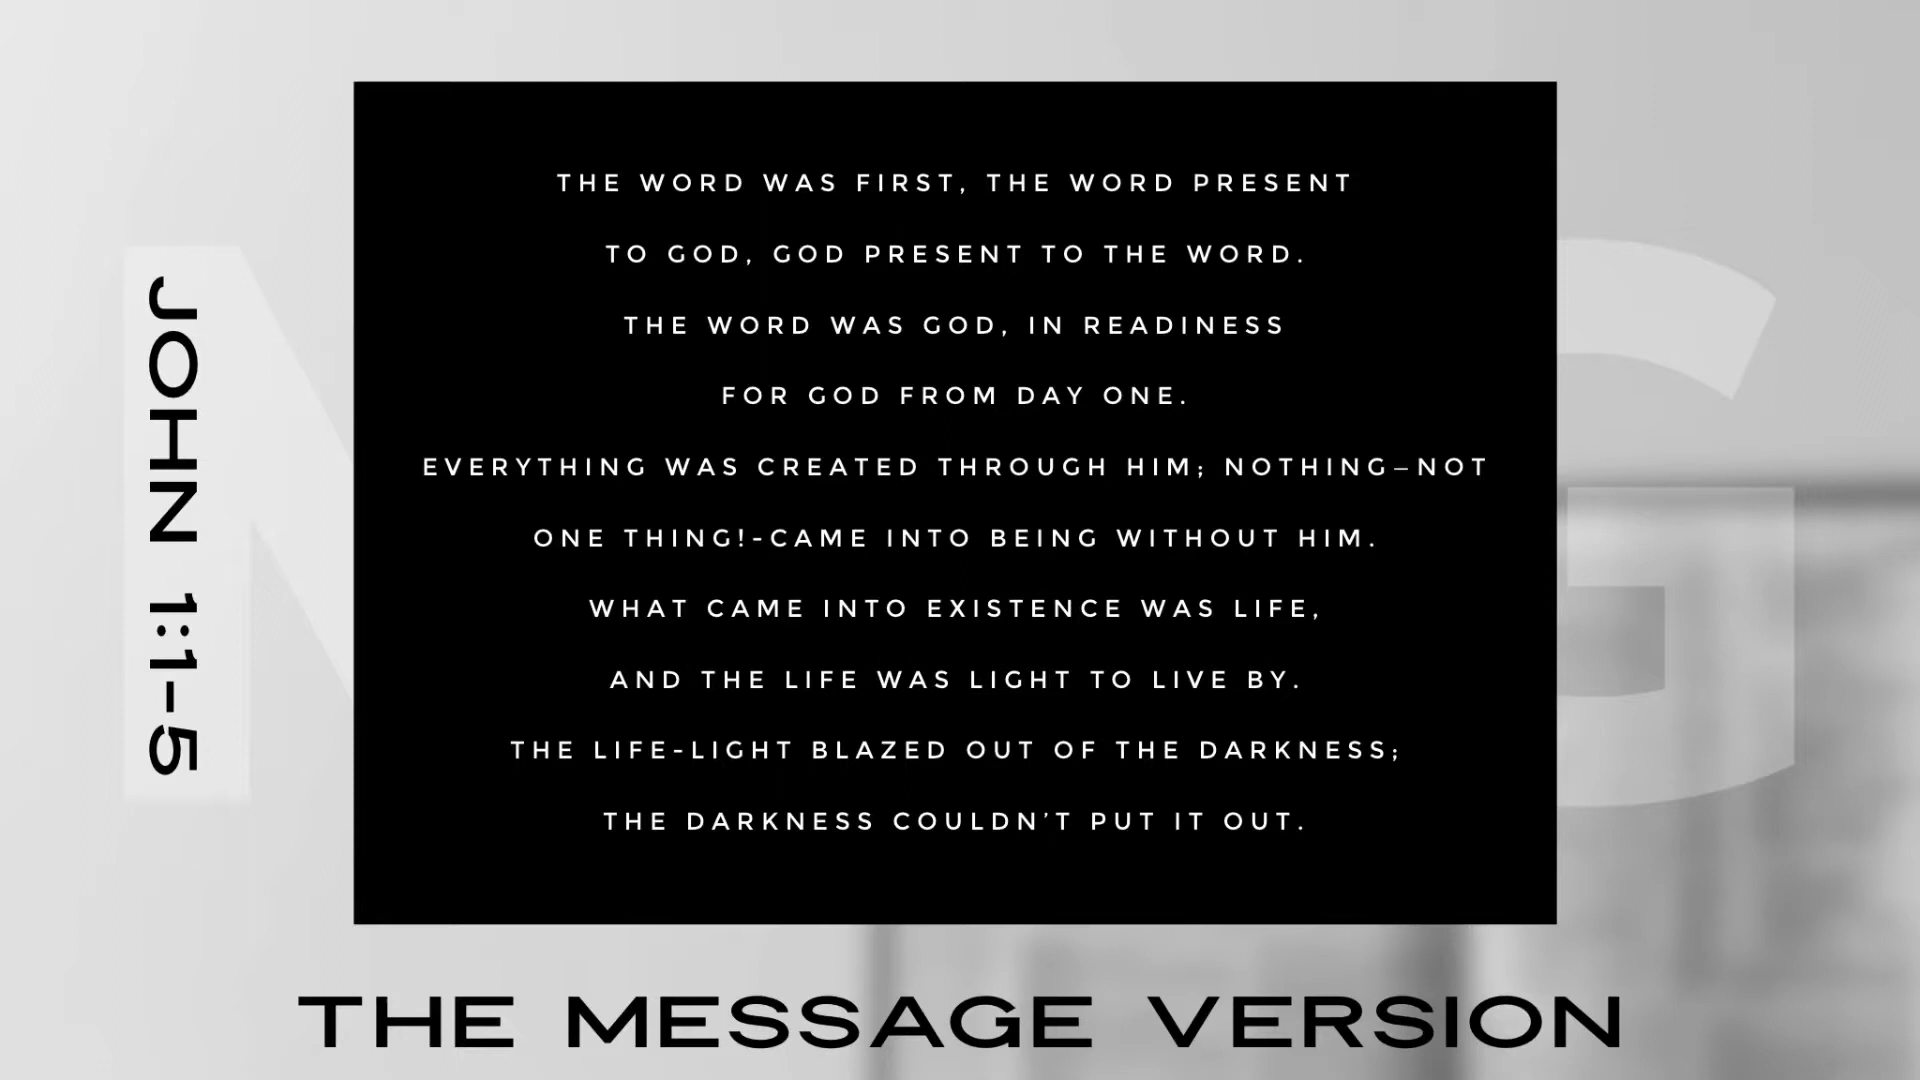 JOHN 1:1-5
THE WORD WAS FIRST, THE WORD PRESENT
TO GOD, GOD PRESENT TO THE WORD.
THE WORD WAS GOD, IN READINESS
FOR GOD FROM DAY ONE.
EVERYTHING WAS CREATED THROUGH HIM; NOTHING—NOT
ONE THING!-CAME INTO BEING WITHOUT HIM.
WHAT CAME INTO EXISTENCE WAS LIFE,
AND THE LIFE WAS LIGHT TO LIVE BY.
THE LIFE-LIGHT BLAZED OUT OF THE DARKNESS;
THE DARKNESS COULDN’T PUT IT OUT.
THE MESSAGE VERSION